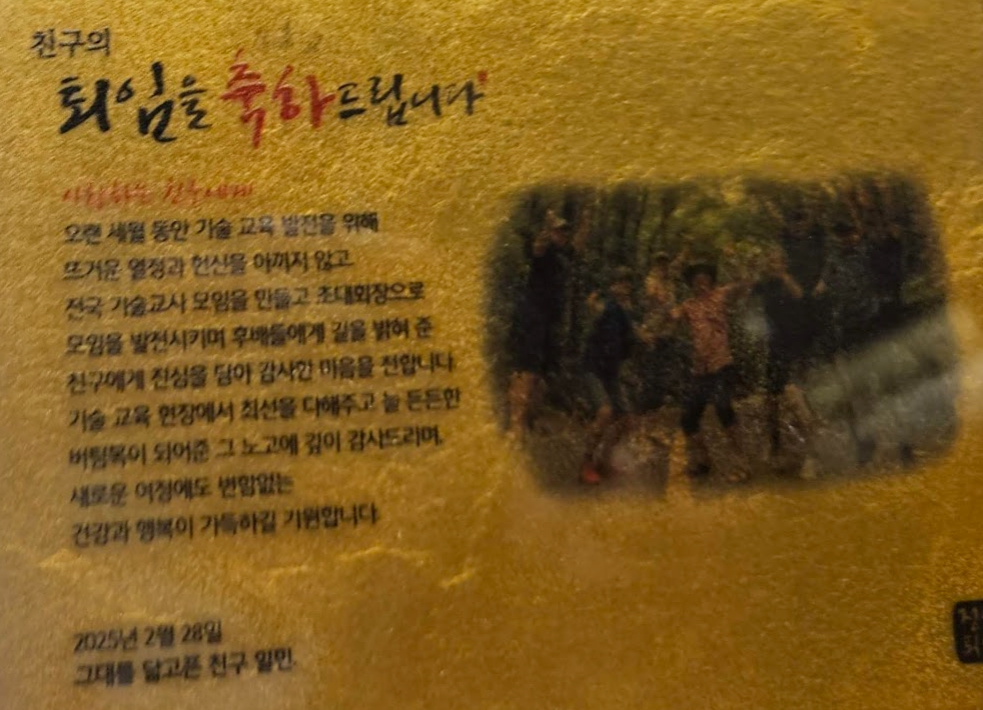 친구의
퇴임을 축하드립니다
사랑하는 친구에게
오랜 세월 동안 기술 교육 발전을 위해
뜨거운 열정과 헌신을 아끼지 않고
전국 기술교사 모임을 만들고 초대회장으로
모임을 발전시키며 후배들에게 길을 밝혀 준
친구에게 진심을 담아 감사한 마음을 전합니다
기술 교육 현장에서 최선을 다해주고 늘 든든한
버팀목이 되어준 그 노고에 깊이 감사드리며,
새로운 여정에도 변함없는
건강과 행복이 가득하길 기원합니다.
2025년 2월 28일
그대를 닮고픈 친구 일민.